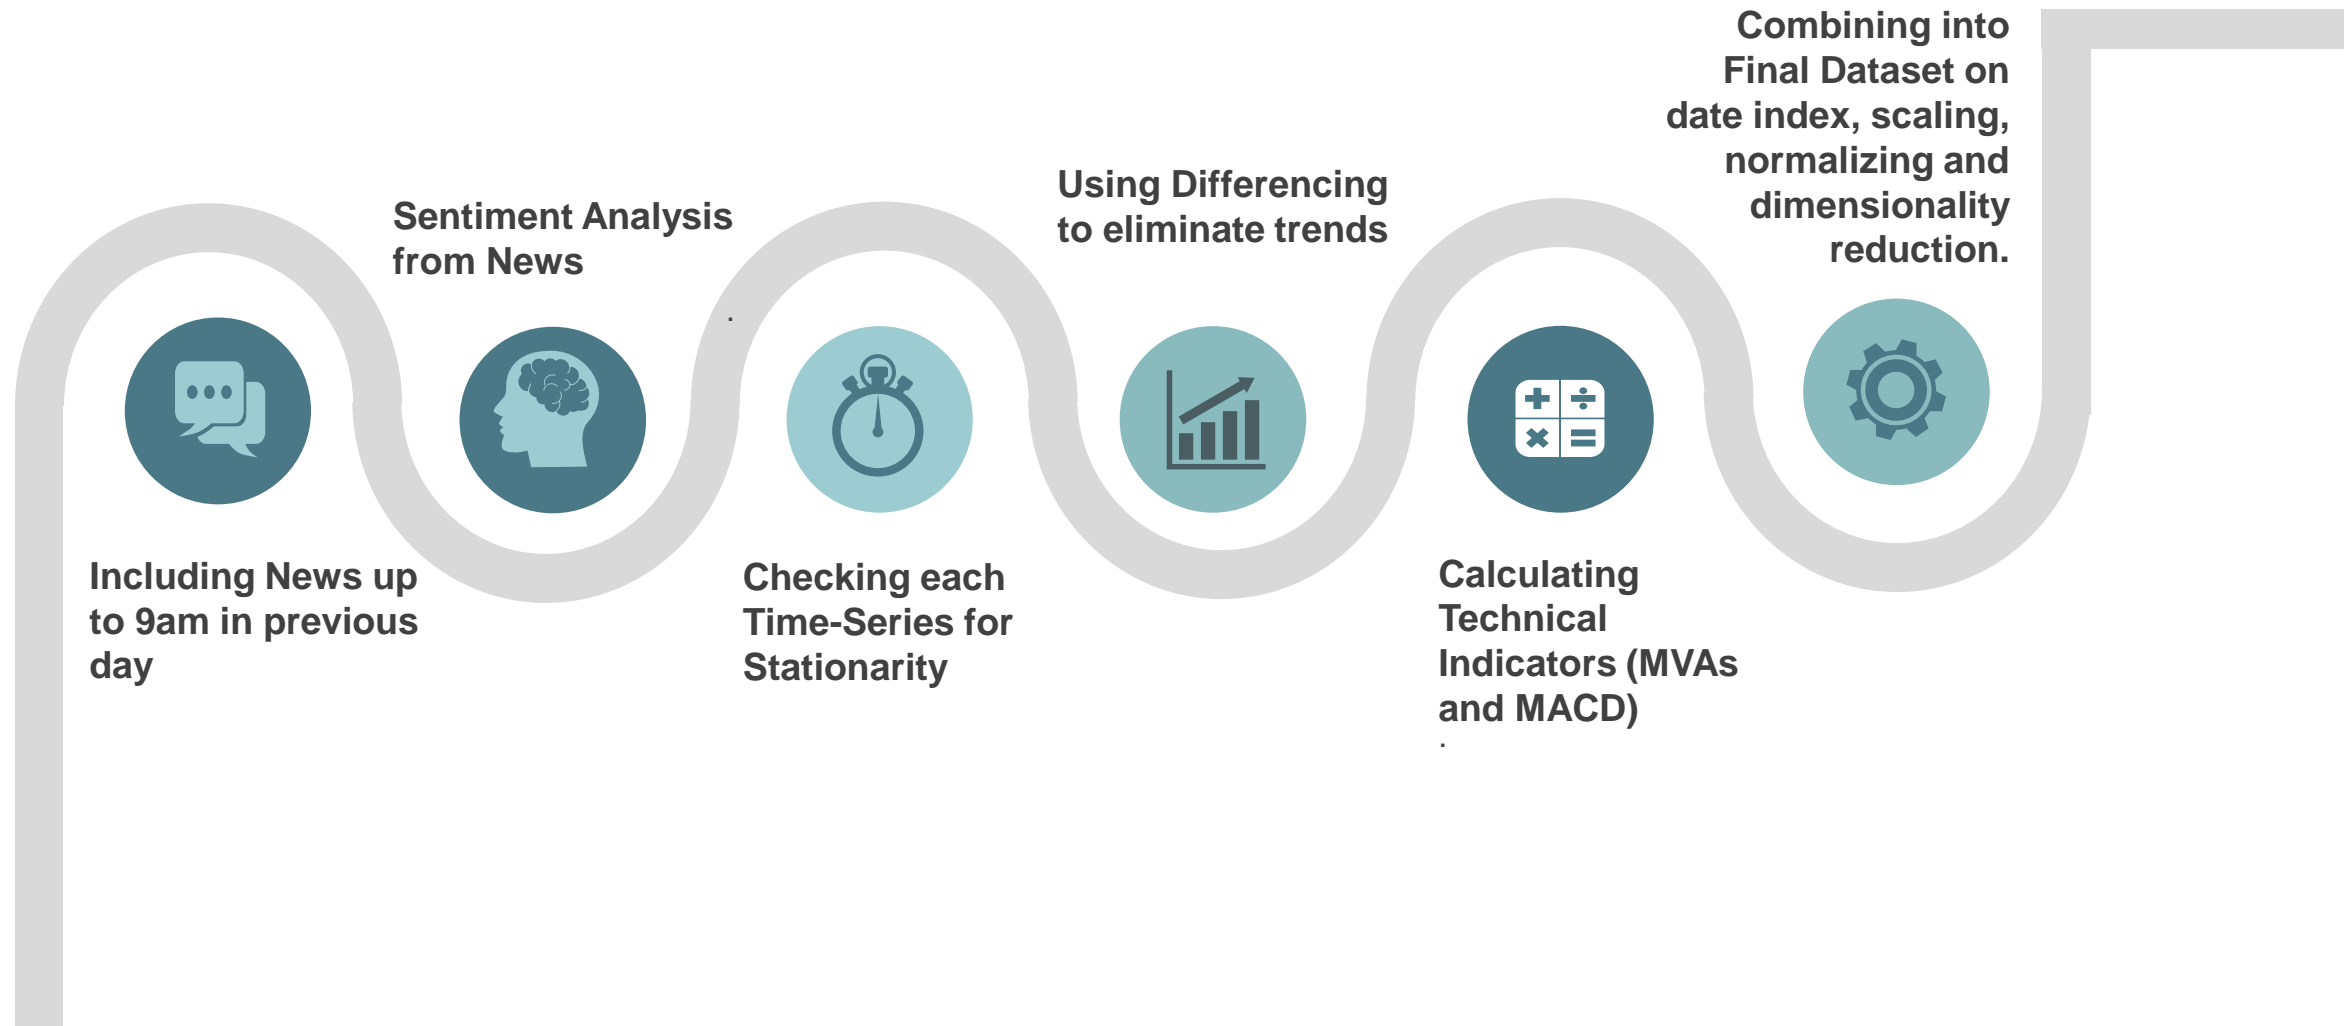 Including News up
to 9am in previous
day
Sentiment Analysis
from News
.
Checking each
Time-Series for
Stationarity
Using Differencing
to eliminate trends
Calculating
Technical
Indicators (MVAs
and MACD)
.
Combining into
Final Dataset on
date index, scaling,
normalizing and
dimensionality
reduction.